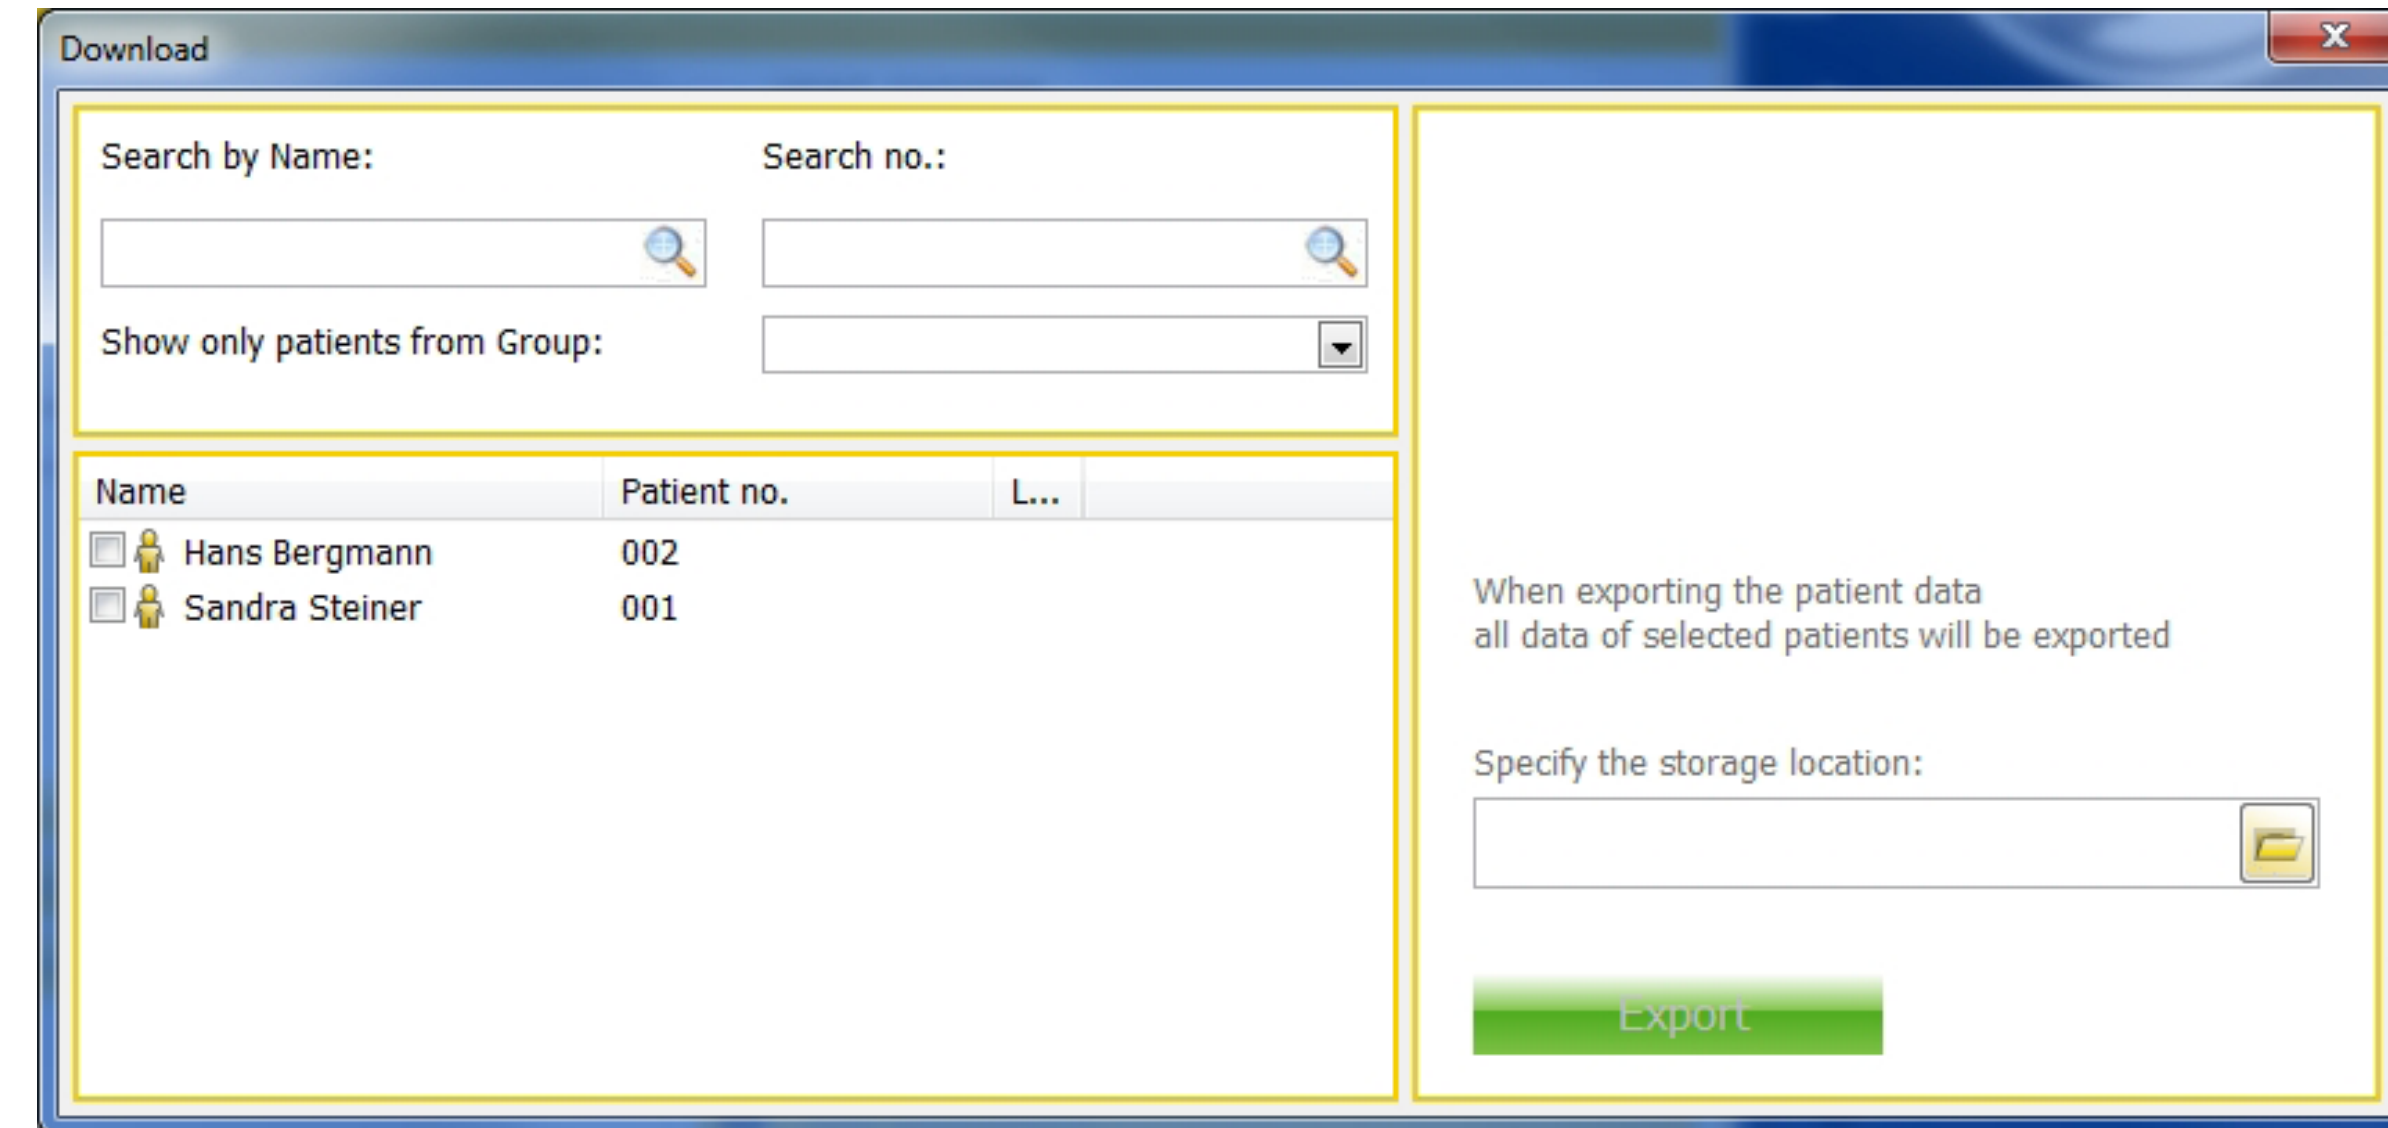 Download
Search by Name: Search no.:
Show only patients from Group:
Name Patient no. L...
Hans Bergmann 002
Sandra Steiner 001
When exporting the patient data
all data of selected patients will be exported
Specify the storage location:
Export